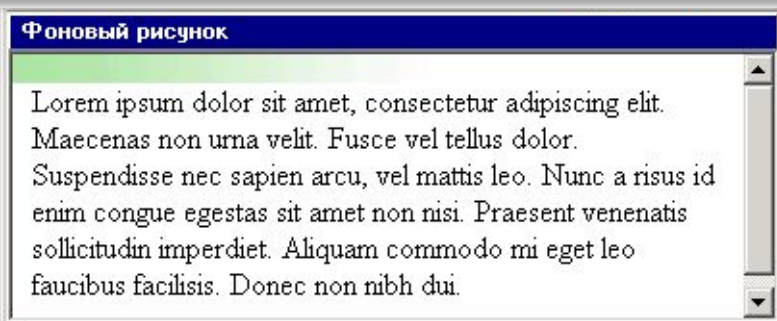 Фоновый рисунок
Lorem ipsum dolor sit amet, consectetur adipiscing elit.
Maecenas non urna velit. Fusce vel tellus dolor.
Suspendisse nec sapien arcu, vel mattis leo. Nunc a risus id
enim congue egestas sit amet non nisi. Praesent venenatis
sollicitudin imperdiet. Aliquam commodo mi eget leo
faucibus facilisis. Donec non nibh dui.